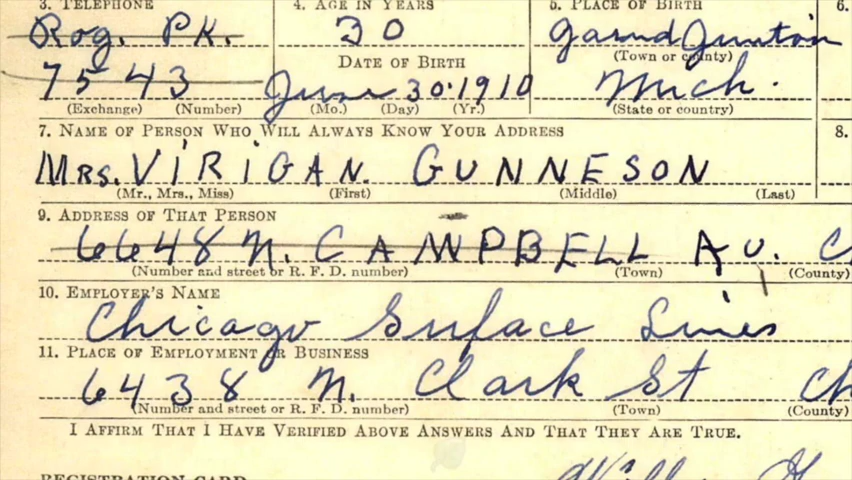 3. TELEPHONE 4. AGE IN YEARS 5. PLACE OF BIRTH 6.
Rog. PK. 30 Garnd Juntoin
DATE OF BIRTH (Town or county)
7543 June 30. 1910 Mich.
(Exchange) (Number) (Mo.) (Day) (Yr.) (State or country)
7. NAME OF PERSON WHO WILL ALWAYS KNOW YOUR ADDRESS 8.
MRS. VIRIGAN. GUNNESON
(Mr., Mrs., Miss) (First) (Middle) (Last)
9. ADDRESS OF THAT PERSON
6648 N. CAMPBELL AV. C
(Number and street or R. F. D. number) (Town) (County)
10. EMPLOYER'S NAME
Chicago Surface Lines
11. PLACE OF EMPLOYMENT OR BUSINESS
6438 N. Clark St Ch
(Number and street or R. F. D. number) (Town) (County)
I AFFIRM THAT I HAVE VERIFIED ABOVE ANSWERS AND THAT THEY ARE TRUE.
REGISTRATION CARD